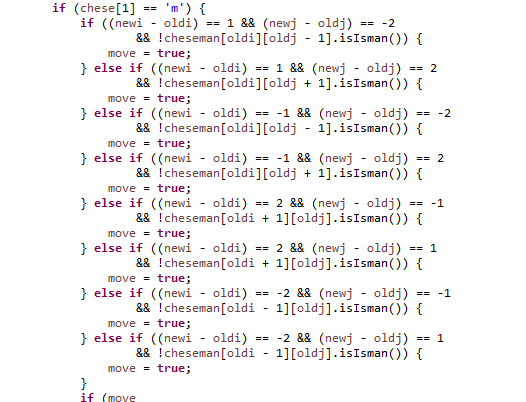 if (chese[1] == 'm') {
if ((newi - oldi) == 1 && (newj - oldj) == -2
&& !cheseman[oldi][oldj - 1].isIsman()) {
move = true;
} else if ((newi - oldi) == 1 && (newj - oldj) == 2
&& !cheseman[oldi][oldj + 1].isIsman()) {
move = true;
} else if ((newi - oldi) == -1 && (newj - oldj) == -2
&& !cheseman[oldi][oldj - 1].isIsman()) {
move = true;
} else if ((newi - oldi) == -1 && (newj - oldj) == 2
&& !cheseman[oldi][oldj + 1].isIsman()) {
move = true;
} else if ((newi - oldi) == 2 && (newj - oldj) == -1
&& !cheseman[oldi + 1][oldj].isIsman()) {
move = true;
} else if ((newi - oldi) == 2 && (newj - oldj) == 1
&& !cheseman[oldi + 1][oldj].isIsman()) {
move = true;
} else if ((newi - oldi) == -2 && (newj - oldj) == -1
&& !cheseman[oldi - 1][oldj].isIsman()) {
move = true;
} else if ((newi - oldi) == -2 && (newj - oldj) == 1
&& !cheseman[oldi - 1][oldj].isIsman()) {
move = true;
}
if (move